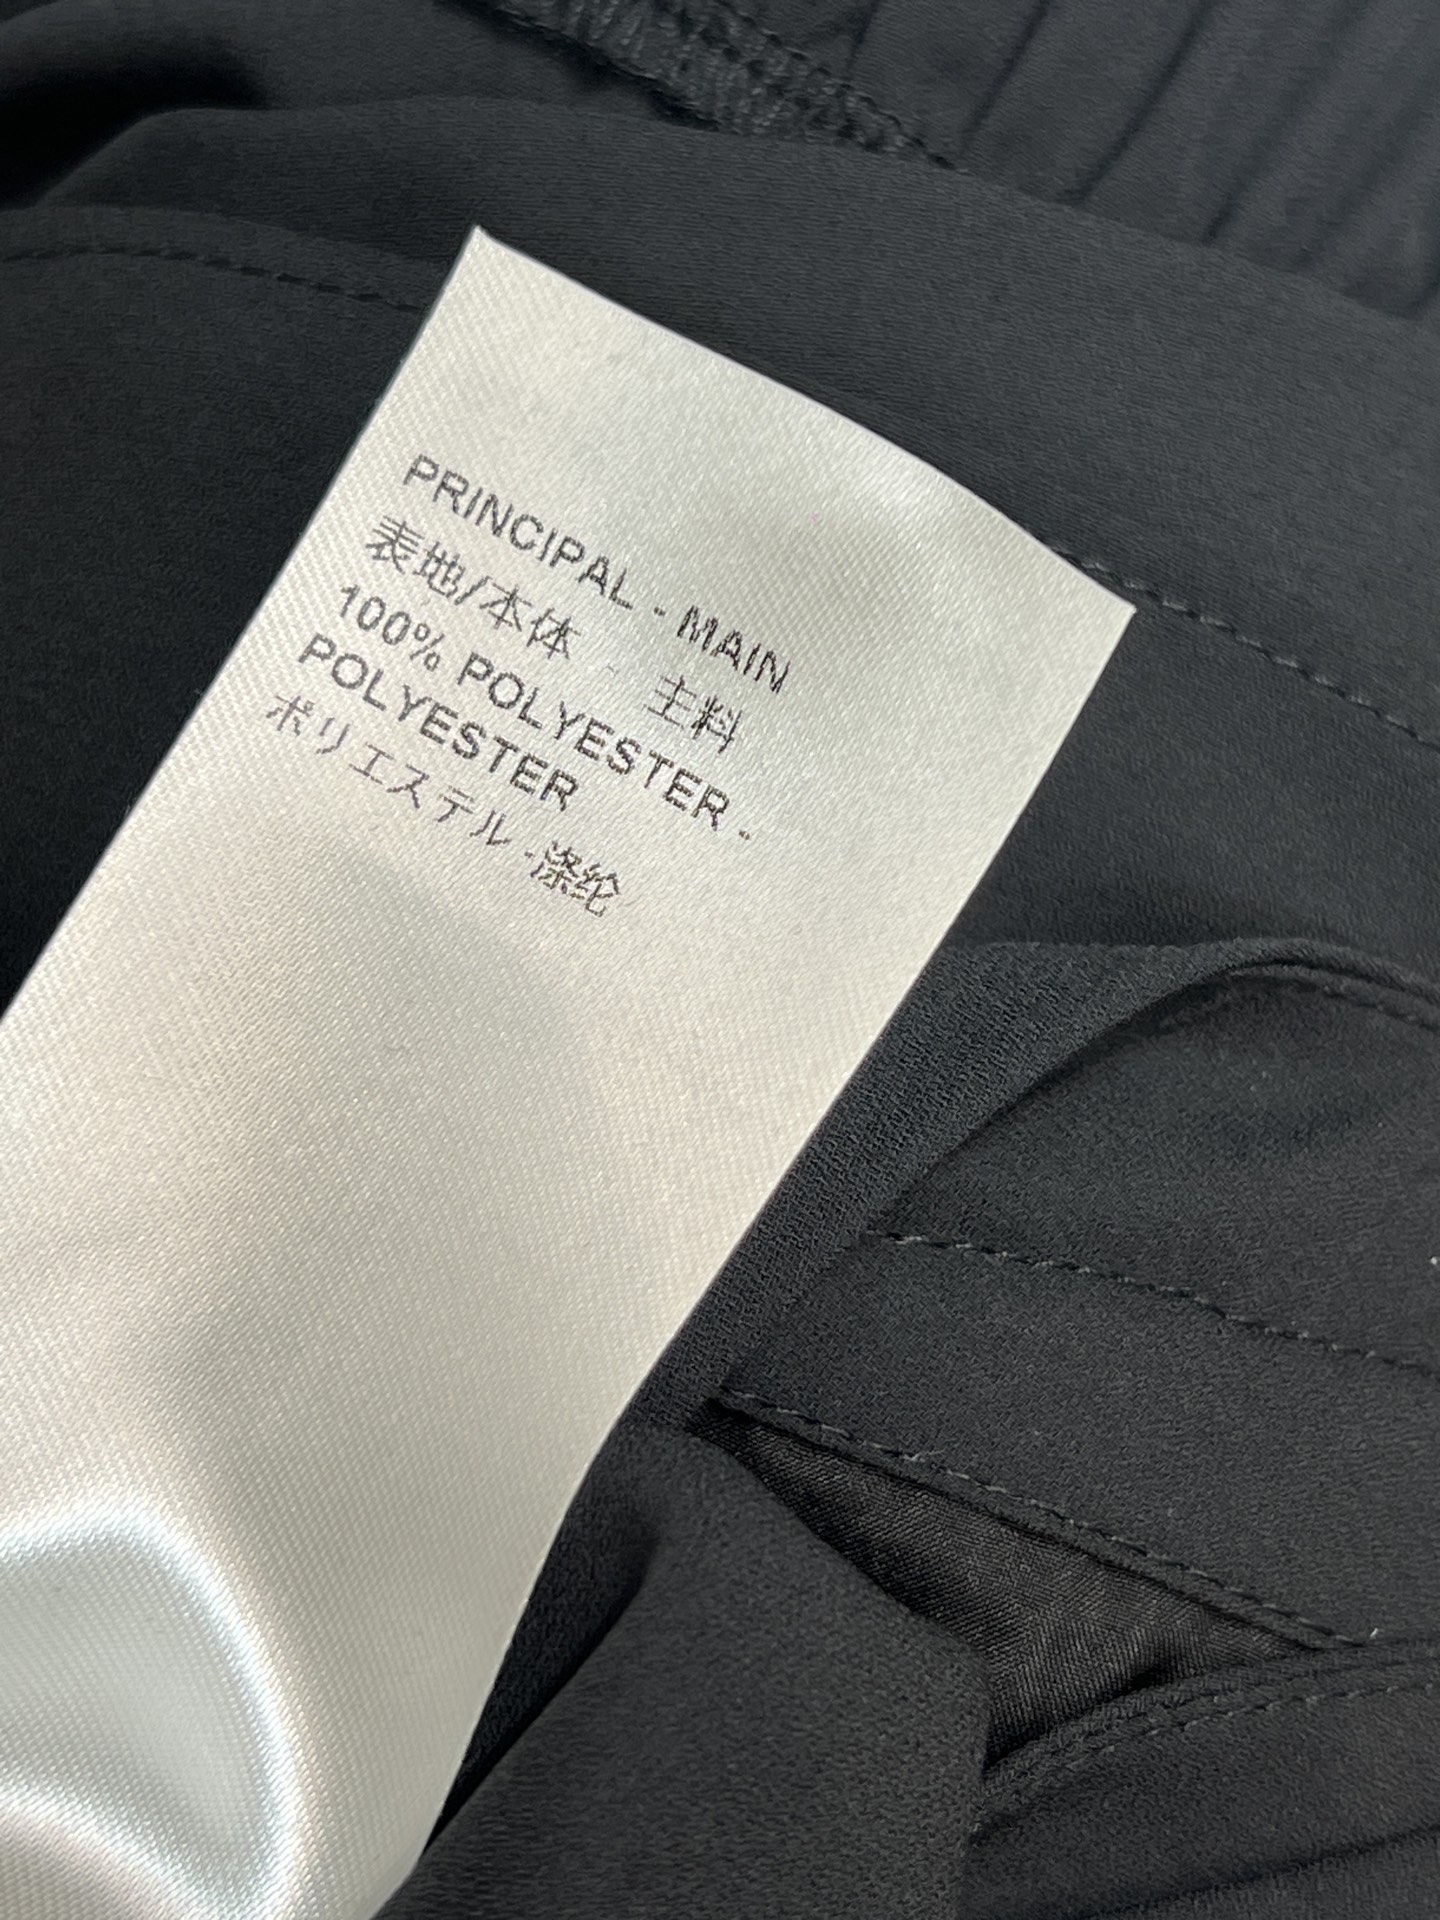 PRINCIPAL - MAIN
表地/本体 - 主料
100% POLYESTER -
POLYESTER
ポリエステル -涤纶